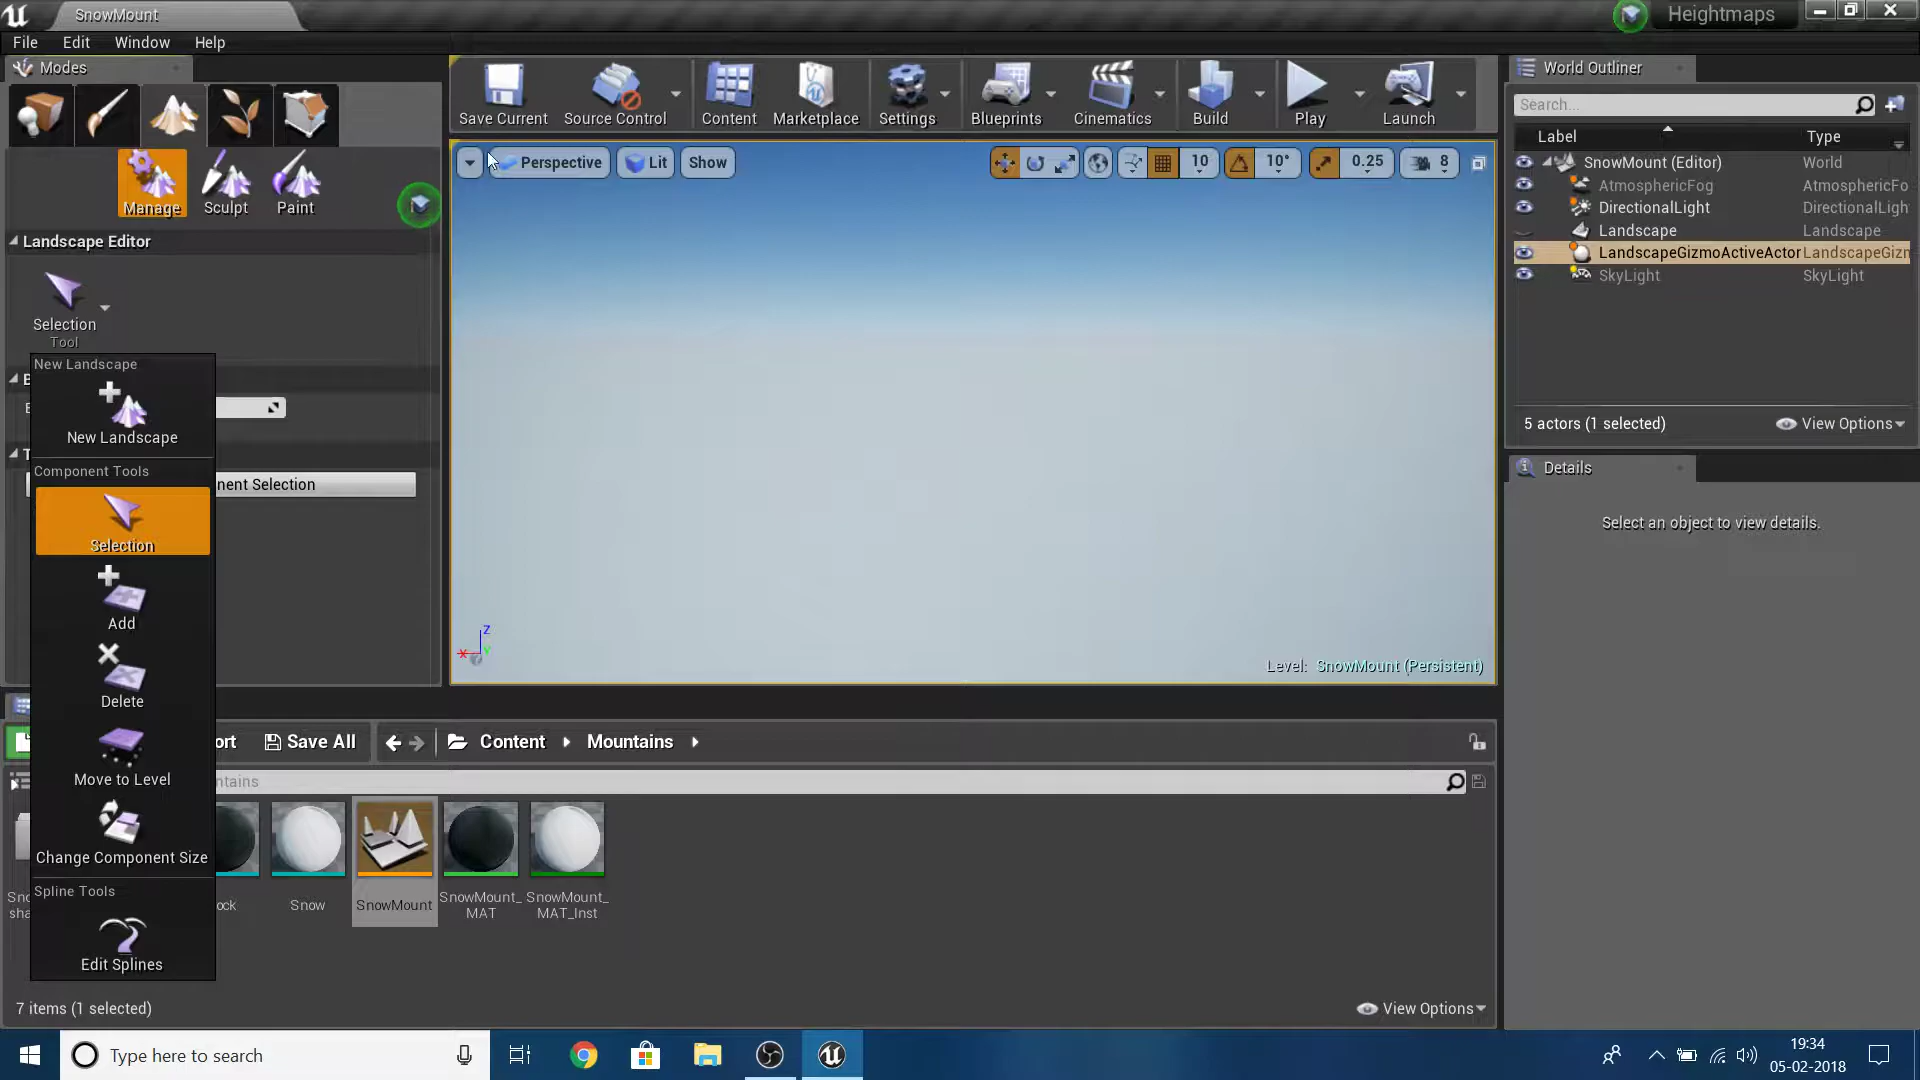 SnowMount
Heightmaps
File Edit Window Help
Modes
Manage Sculpt Paint
Landscape Editor
Selection
Tool
New Landscape
New Landscape
Component Tools
Selection
nent Selection
Add
Delete
Move to Level
Change Component Size
Spline Tools
Edit Splines
Save Current Source Control Content Marketplace Settings Blueprints Cinematics Build Play Launch
Perspective Lit Show 10 10° 0.25 8
Z
X
Y
Level: SnowMount (Persistent)
World Outliner
Search...
Label Type
SnowMount (Editor) World
AtmosphericFog AtmosphericFo
DirectionalLight DirectionalLigh
Landscape Landscape
LandscapeGizmoActiveActor LandscapeGizn
SkyLight SkyLight
5 actors (1 selected) View Options
Details
Select an object to view details.
ort Save All Content Mountains
ntains
ock
Snow
SnowMount
SnowMount_
MAT
SnowMount_
MAT_Inst
7 items (1 selected) View Options
Type here to search
19:34
05-02-2018